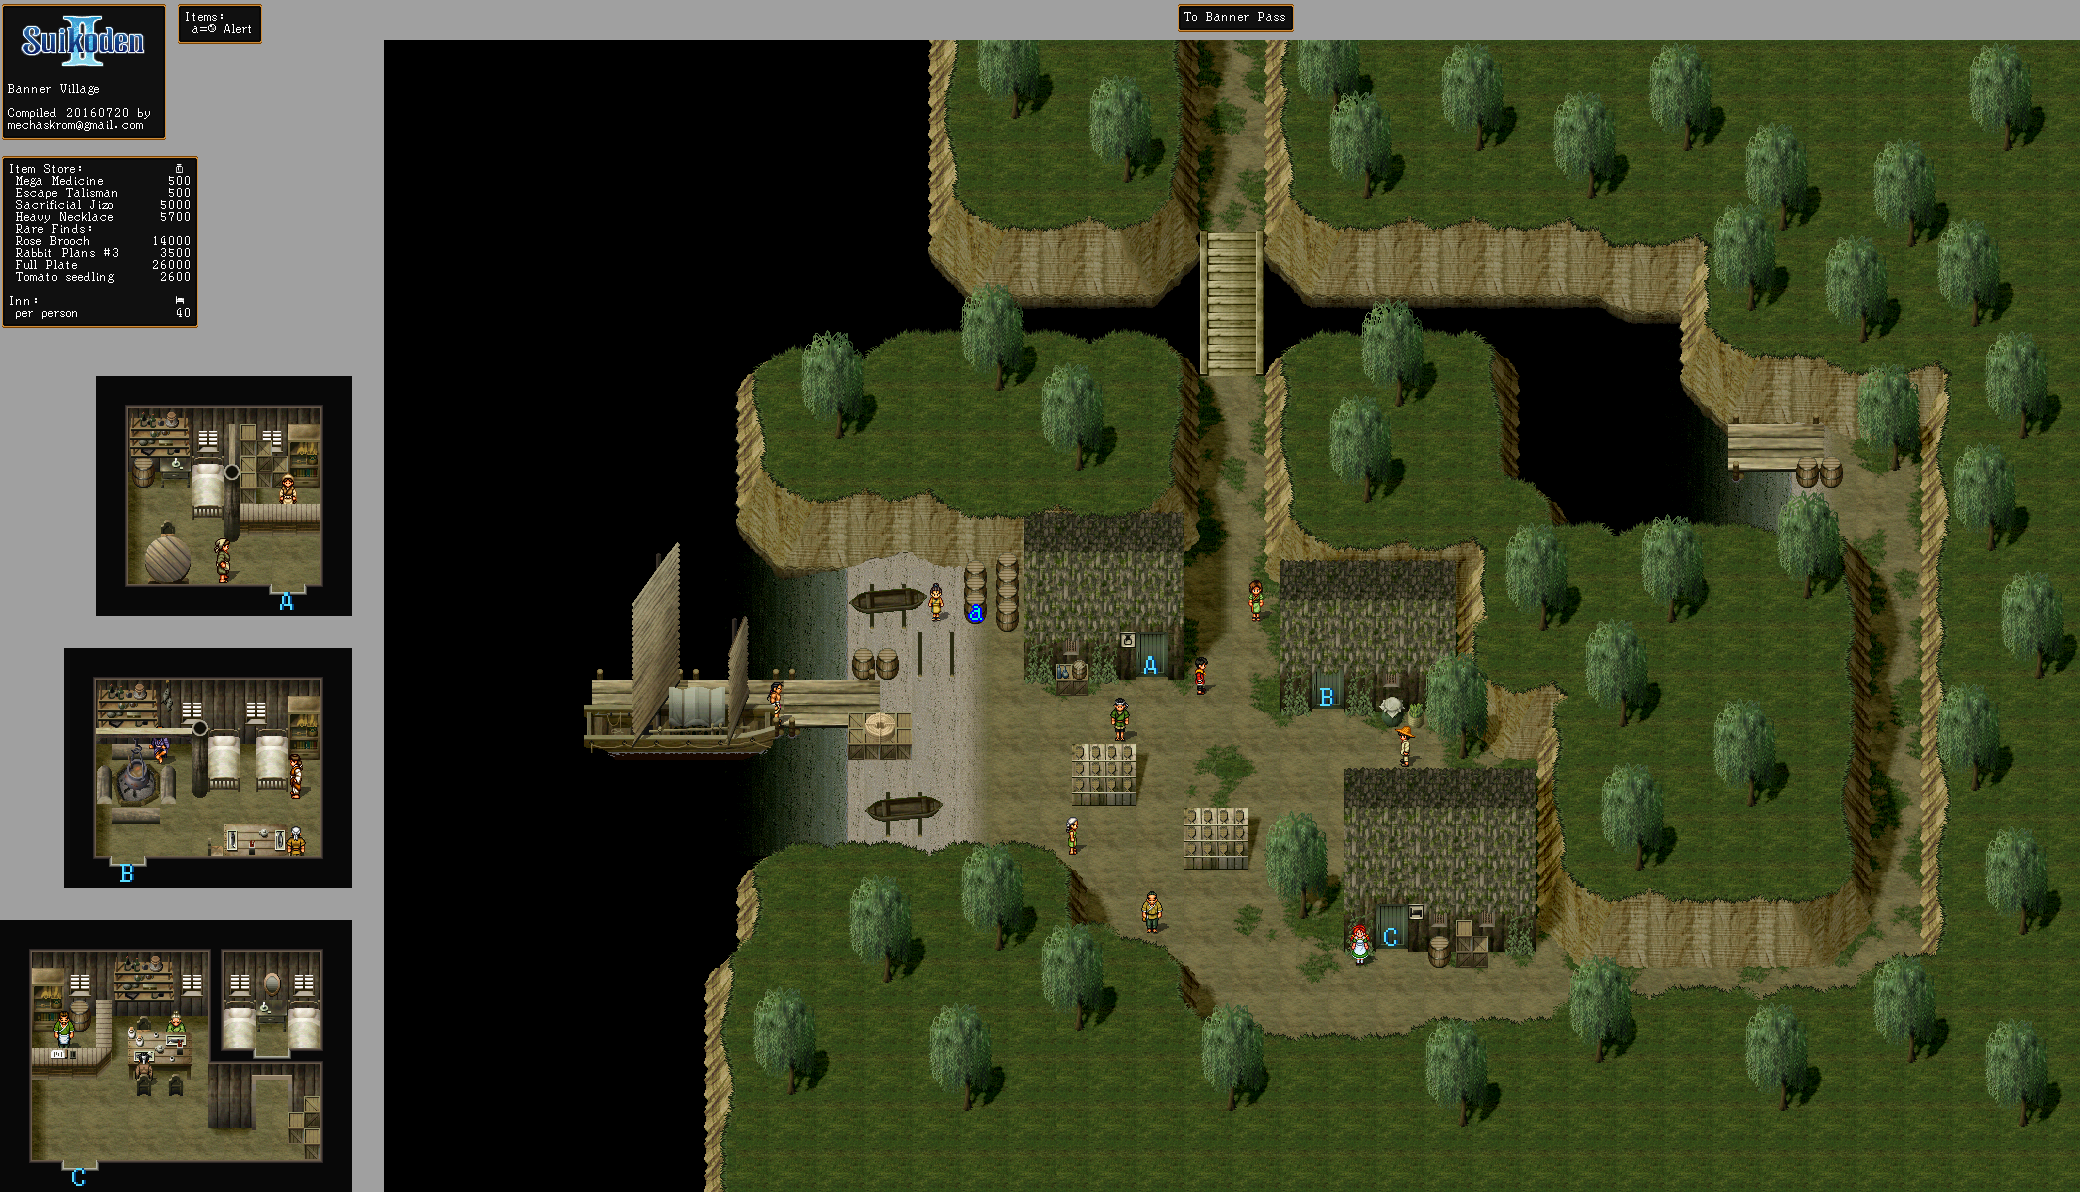 Suikoden II
Banner Village
Compiled 20160720 by
mechaskrom@gmail.com
Items:
a= Alert
To Banner Pass
Item Store:
Mega Medicine 500
Escape Talisman 500
Sacrificial Jizo 5000
Heavy Necklace 5700
Rare Finds:
Rose Brooch 14000
Rabbit Plans #3 3500
Full Plate 26000
Tomato seedling 2600
Inn:
per person 40
A
B
C
a
A
B
C